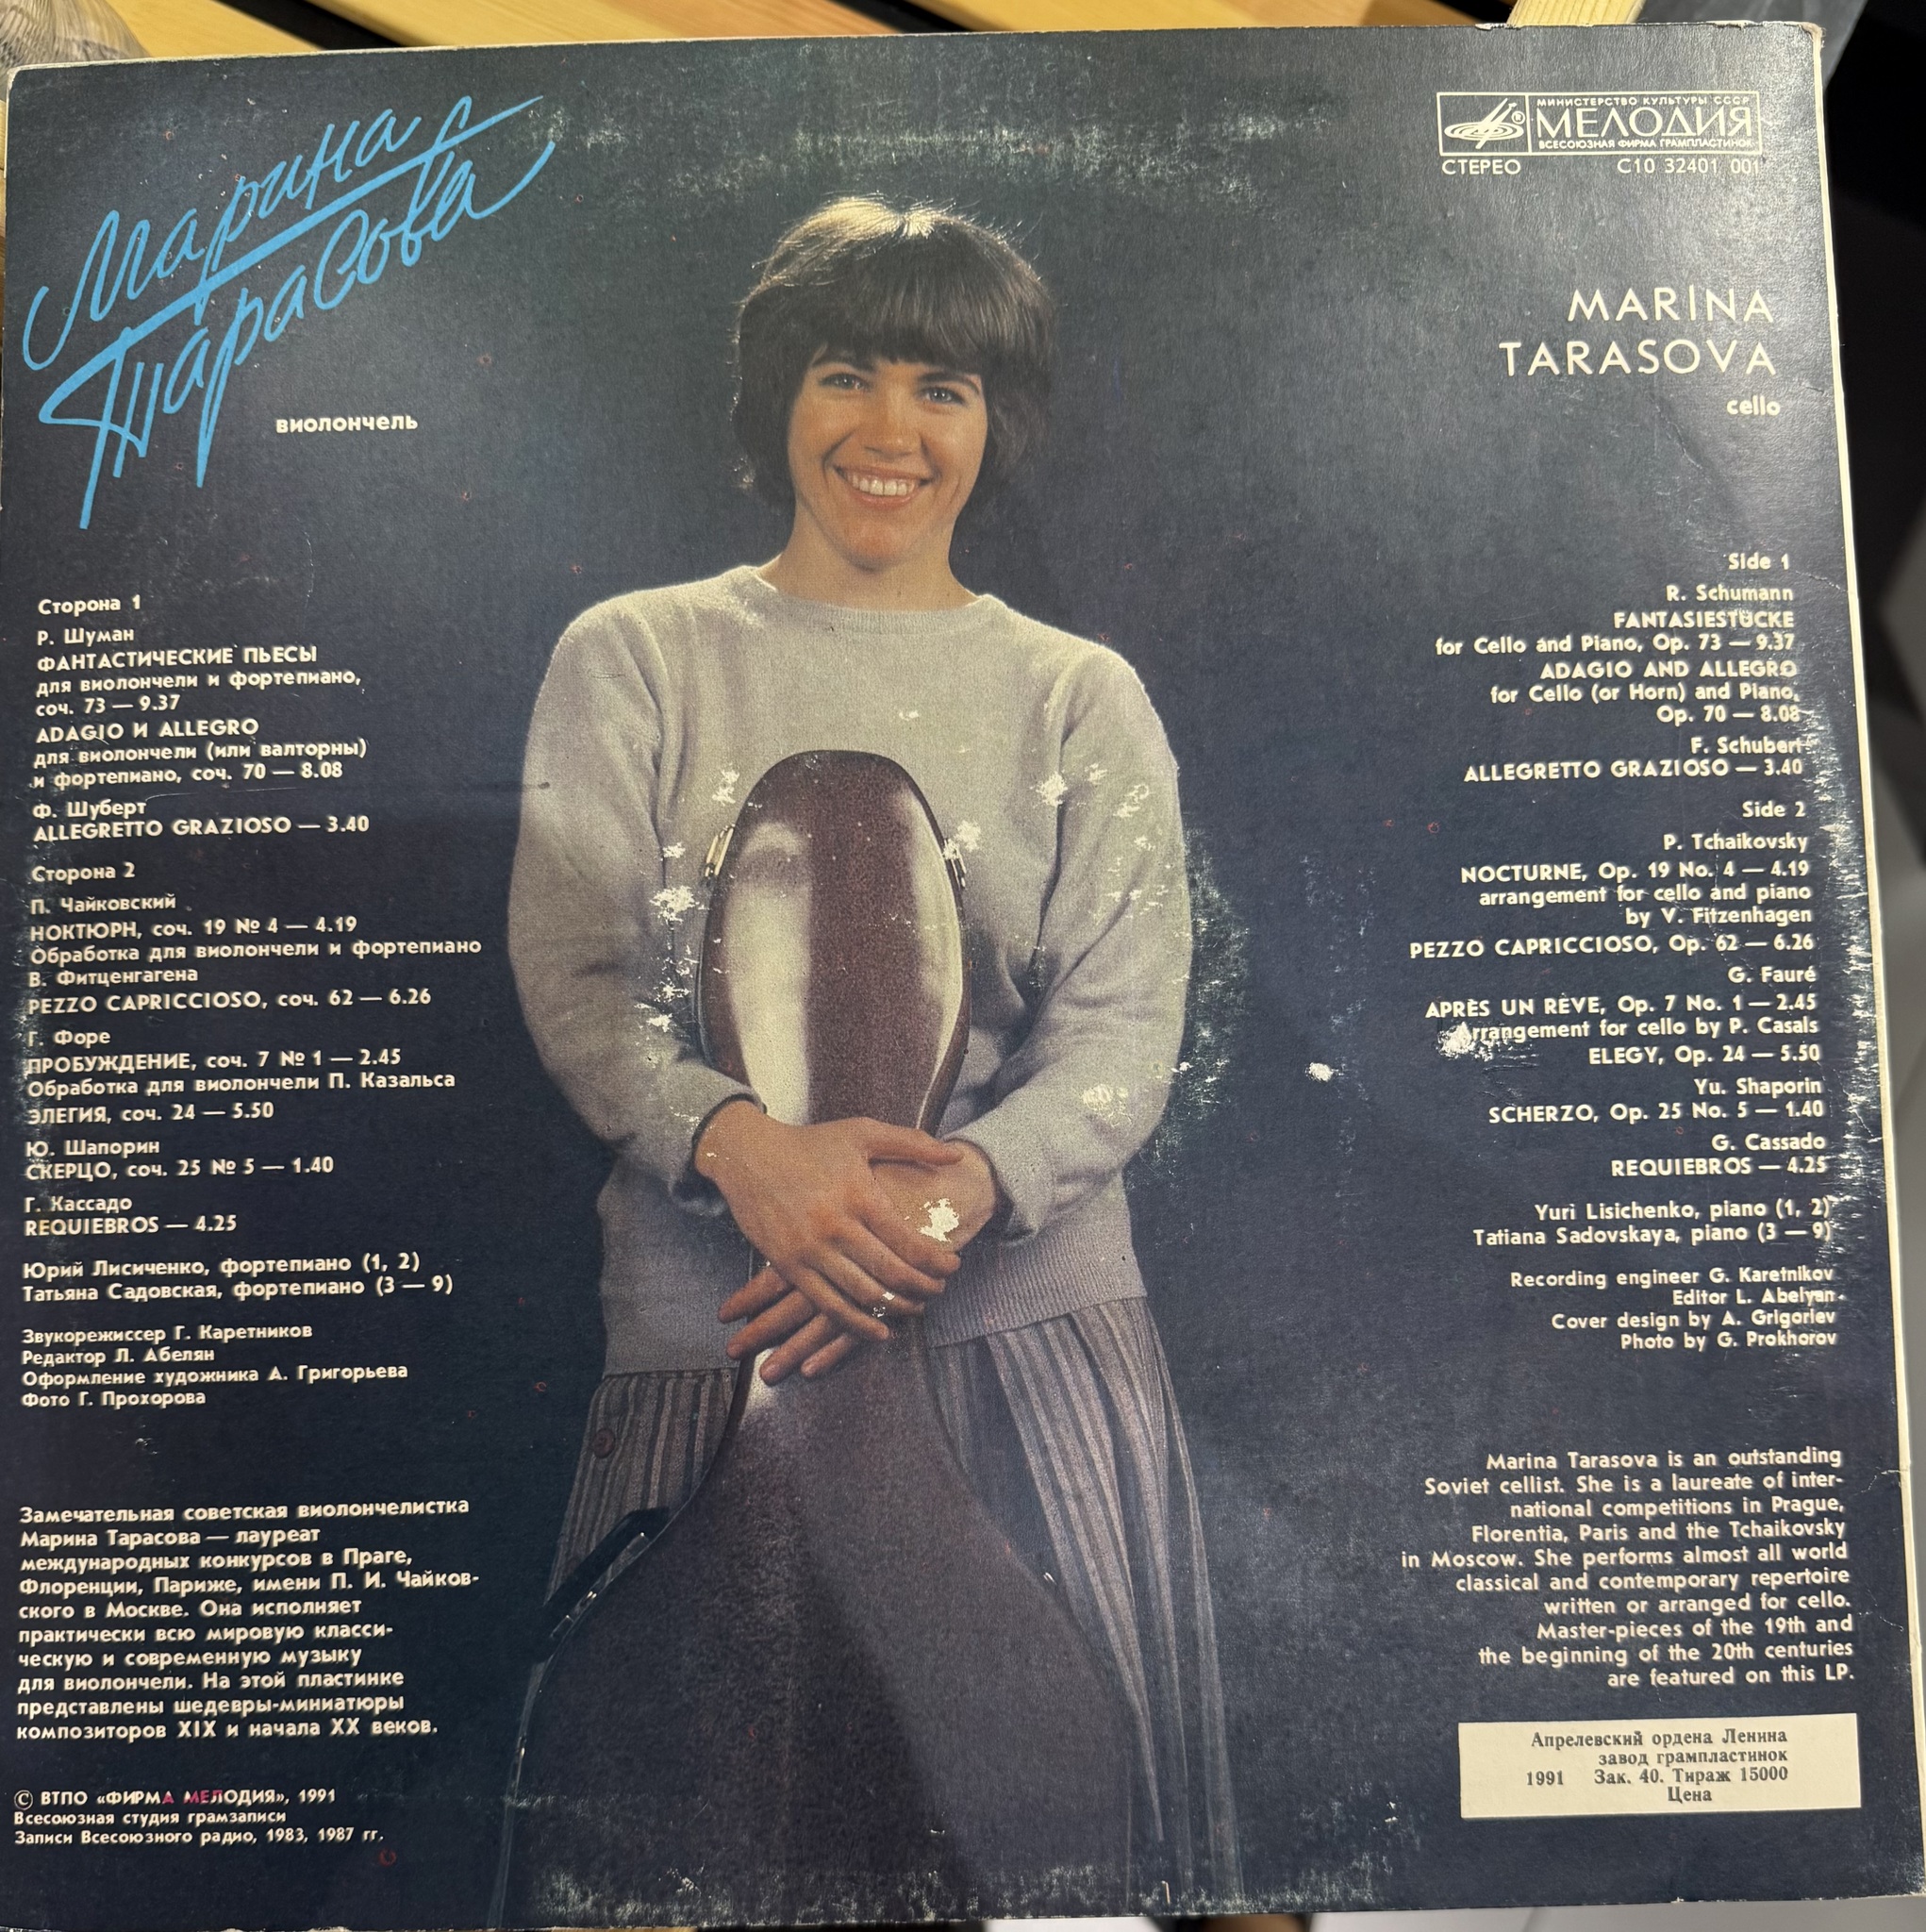 Марина
Тарасова
виолончель
Сторона 1
Р. Шуман
ФАНТАСТИЧЕСКИЕ ПЬЕСЫ
для виолончели и фортепиано,
соч. 73 — 9.37
ADAGIO И ALLEGRO
для виолончели (или валторны)
и фортепиано, соч. 70 — 8.08
Ф. Шуберт
ALLEGRETTO GRAZIOSO — 3.40
Сторона 2
П. Чайковский
НОКТЮРН, соч. 19 № 4 — 4.19
Обработка для виолончели и фортепиано
В. Фитценгагена
PEZZO CAPRICCIOSO, соч. 62 — 6.26
Г. Форе
ПРОБУЖДЕНИЕ, соч. 7 № 1 — 2.45
Обработка для виолончели П. Казальса
ЭЛЕГИЯ, соч. 24 — 5.50
Ю. Шапорин
СКЕРЦО, соч. 25 № 5 — 1.40
Г. Кассадо
REQUIEBROS — 4.25
Юрий Лисиченко, фортепиано (1, 2)
Татьяна Садовская, фортепиано (3 — 9)
Звукорежиссер Г. Каретников
Редактор Л. Абелян
Оформление художника А. Григорьева
Фото Г. Прохорова
Замечательная советская виолончелистка
Марина Тарасова — лауреат
международных конкурсов в Праге,
Флоренции, Париже, имени П. И. Чайков-
ского в Москве. Она исполняет
практически всю мировую класси-
ческую и современную музыку
для виолончели. На этой пластинке
представлены шедевры-миниатюры
композиторов XIX и начала XX веков.
© ВТПО «ФИРМА МЕЛОДИЯ», 1991
Всесоюзная студия грамзаписи
Записи Всесоюзного радио, 1983, 1987 гг.
МИНИСТЕРСТВО КУЛЬТУРЫ СССР
® МЕЛОДИЯ
ВСЕСОЮЗНАЯ ФИРМА ГРАМПЛАСТИНОК
СТЕРЕО С10 32401 001
MARINA
TARASOVA
cello
Side 1
R. Schumann
FANTASIESTÜCKE
for Cello and Piano, Op. 73 — 9.37
ADAGIO AND ALLEGRO
for Cello (or Horn) and Piano,
Op. 70 — 8.08
F. Schubert
ALLEGRETTO GRAZIOSO — 3.40
Side 2
P. Tchaikovsky
NOCTURNE, Op. 19 No. 4 — 4.19
arrangement for cello and piano
by V. Fitzenhagen
PEZZO CAPRICCIOSO, Op. 62 — 6.26
G. Fauré
APRÈS UN RÊVE, Op. 7 No. 1 — 2.45
Arrangement for cello by P. Casals
ELEGY, Op. 24 — 5.50
Yu. Shaporin
SCHERZO, Op. 25 No. 5 — 1.40
G. Cassado
REQUIEBROS — 4.25
Yuri Lisichenko, piano (1, 2)
Tatiana Sadovskaya, piano (3 — 9)
Recording engineer G. Karetnikov
Editor L. Abelyan
Cover design by A. Grigoriev
Photo by G. Prokhorov
Marina Tarasova is an outstanding
Soviet cellist. She is a laureate of inter-
national competitions in Prague,
Florentia, Paris and the Tchaikovsky
in Moscow. She performs almost all world
classical and contemporary repertoire
written or arranged for cello.
Master-pieces of the 19th and
the beginning of the 20th centuries
are featured on this LP.
Апрелевский ордена Ленина
завод грампластинок
1991 Зак. 40. Тираж 15000
Цена